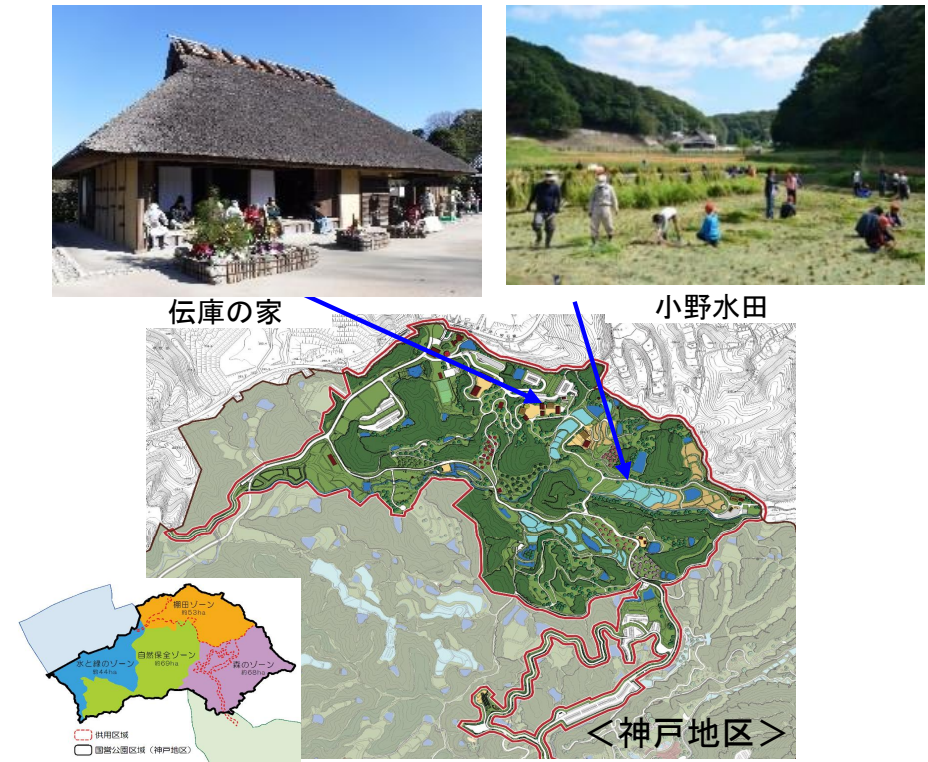 伝庫の家
小野水田
棚田ゾーン
約53ha
自然保全ゾーン
約69ha
水と緑のゾーン
約44ha
森のゾーン
約68ha
供用区域
国営公園区域（神戸地区）
＜神戸地区＞